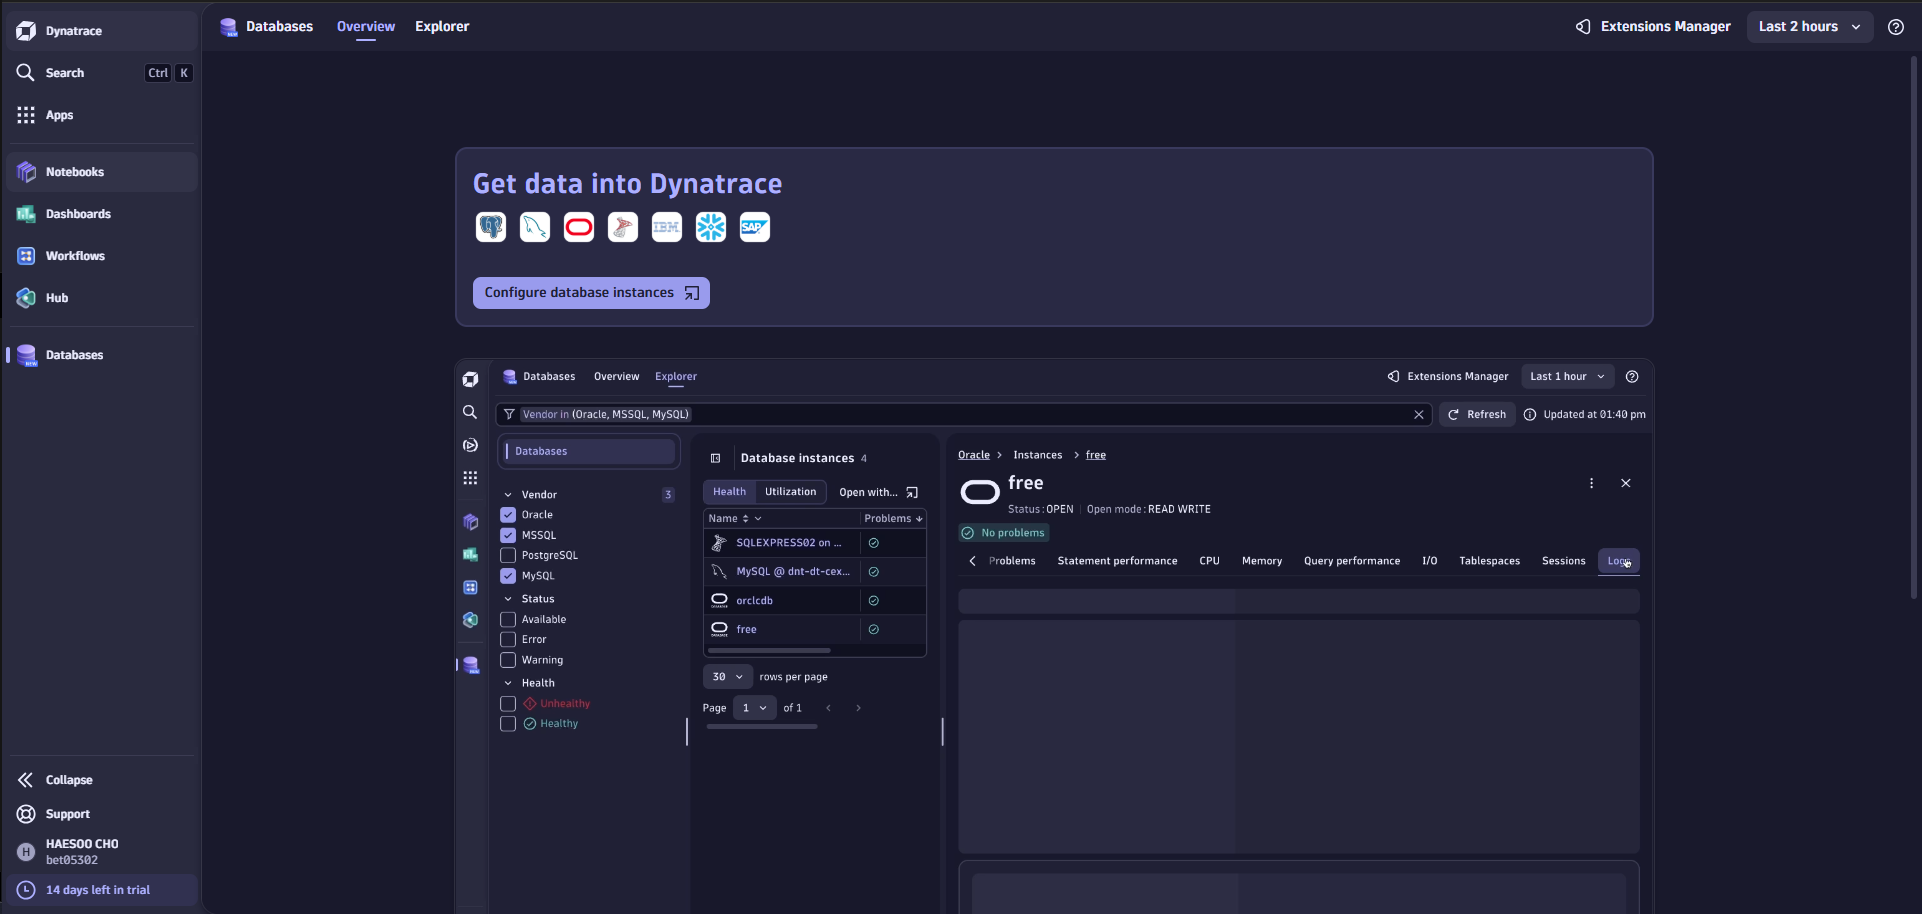 Dynatrace
Search Ctrl K
Apps
Notebooks
Dashboards
Workflows
Hub
Databases
Collapse
Support
H HAESOO CHO
bet05302
14 days left in trial
Databases Overview Explorer Extensions Manager Last 2 hours
Get data into Dynatrace
IBM SAP
Configure database instances
Databases Overview Explorer Extensions Manager Last 1 hour
Vendor in (Oracle, MSSQL, MySQL) Refresh Updated at 01:40 pm
Databases
Vendor 3
Oracle
MSSQL
PostgreSQL
MySQL
Status
Available
Error
Warning
Health
Unhealthy
Healthy
Database instances 4
Health Utilization Open with...
Name Problems
SQLEXPRESS02 on ...
MySQL @ dnt-dt-cex...
orclcdb
free
30 rows per page
Page 1 of 1
Oracle Instances free
free
Status: OPEN Open mode: READ WRITE
No problems
Problems Statement performance CPU Memory Query performance I/O Tablespaces Sessions